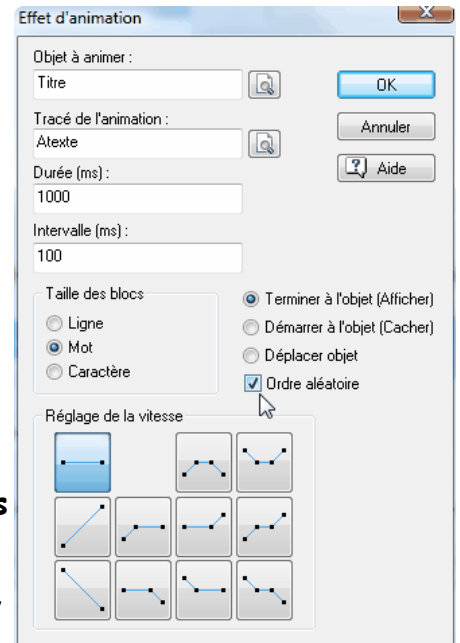 Effet d'animation
Objet à animer :
Titre
OK
Tracé de l'animation :
Annuler
Atexte
Aide
Durée (ms) :
1000
Intervalle (ms) :
100
Taille des blocs
Terminer à l'objet (Afficher)
Ligne
Démarrer à l'objet (Cacher)
Mot
Déplacer objet
Caractère
Ordre aléatoire
Réglage de la vitesse
s